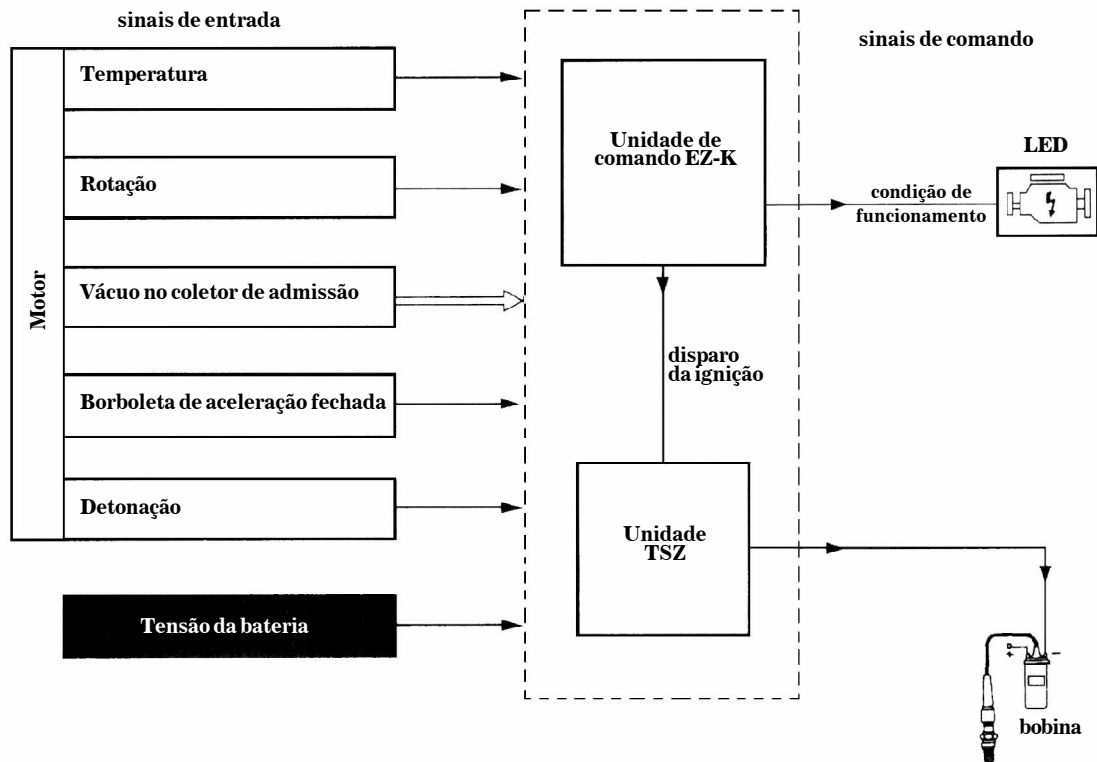 sinais de entrada
sinais de comando
Motor
Temperatura
Rotação
Vácuo no coletor de admissão
Borboleta de aceleração fechada
Detonação
Tensão da bateria
Unidade de
comando EZ-K
disparo
da ignição
Unidade
TSZ
condição de
funcionamento
LED
+
−
bobina